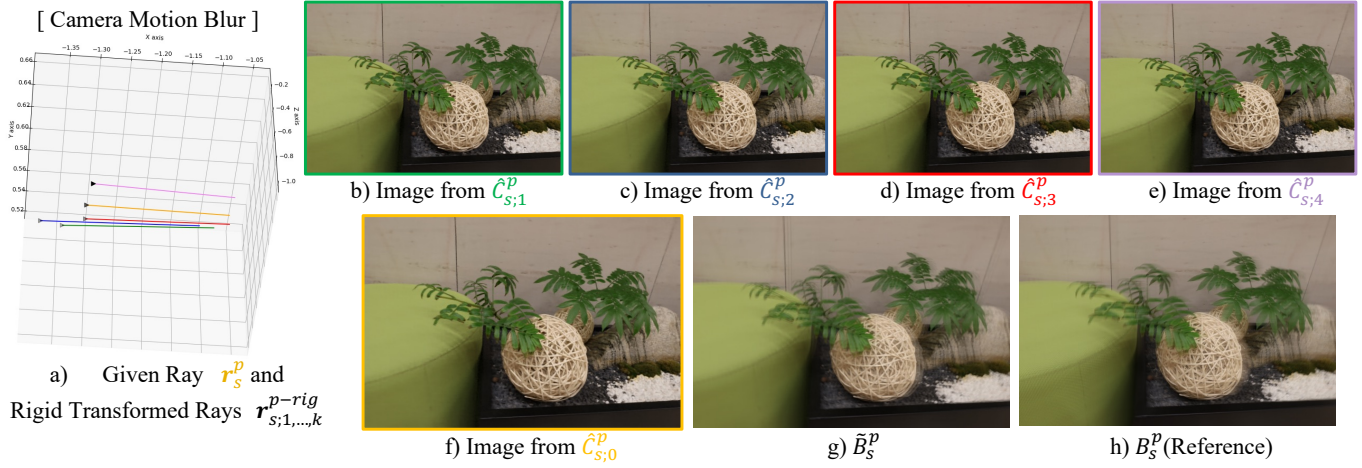 [ Camera Motion Blur ]
X axis
−1.35 −1.30 −1.25 −1.20 −1.15 −1.10 −1.05
0.66
0.64
0.62
0.60
0.58
0.56
0.54
0.52
Y axis
−0.2
−0.4
−0.6
−0.8
−1.0
Z axis
a) Given Ray r_s^p and
Rigid Transformed Rays r_{s;1,…,k}^{p−rig}
b) Image from Ĉ_{s;1}^p
c) Image from Ĉ_{s;2}^p
d) Image from Ĉ_{s;3}^p
e) Image from Ĉ_{s;4}^p
f) Image from Ĉ_{s;0}^p
g) B̃_s^p
h) B_s^p(Reference)